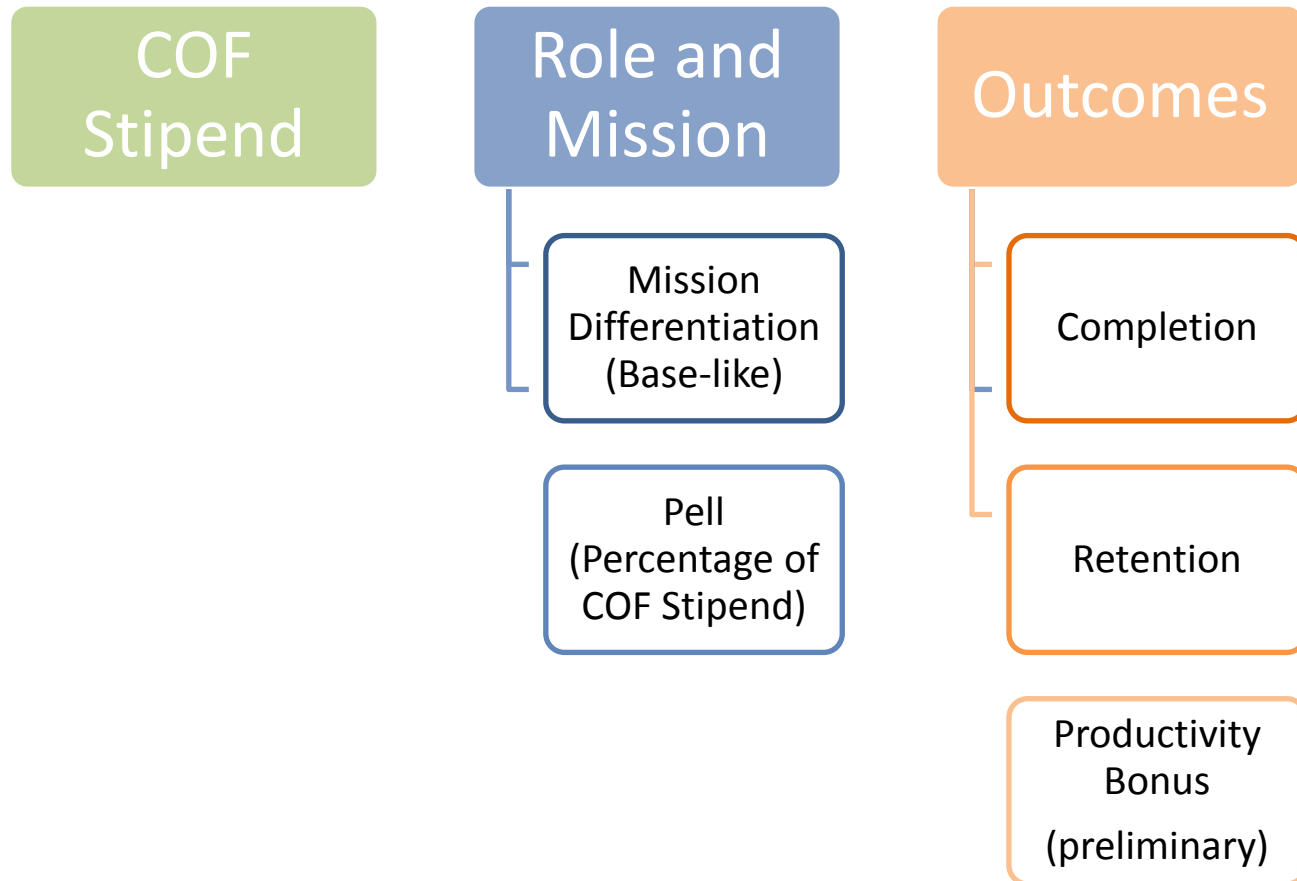 COF
Stipend
Role and
Mission
Mission
Differentiation
(Base-like)
Pell
(Percentage of
COF Stipend)
Outcomes
Completion
Retention
Productivity
Bonus
(preliminary)